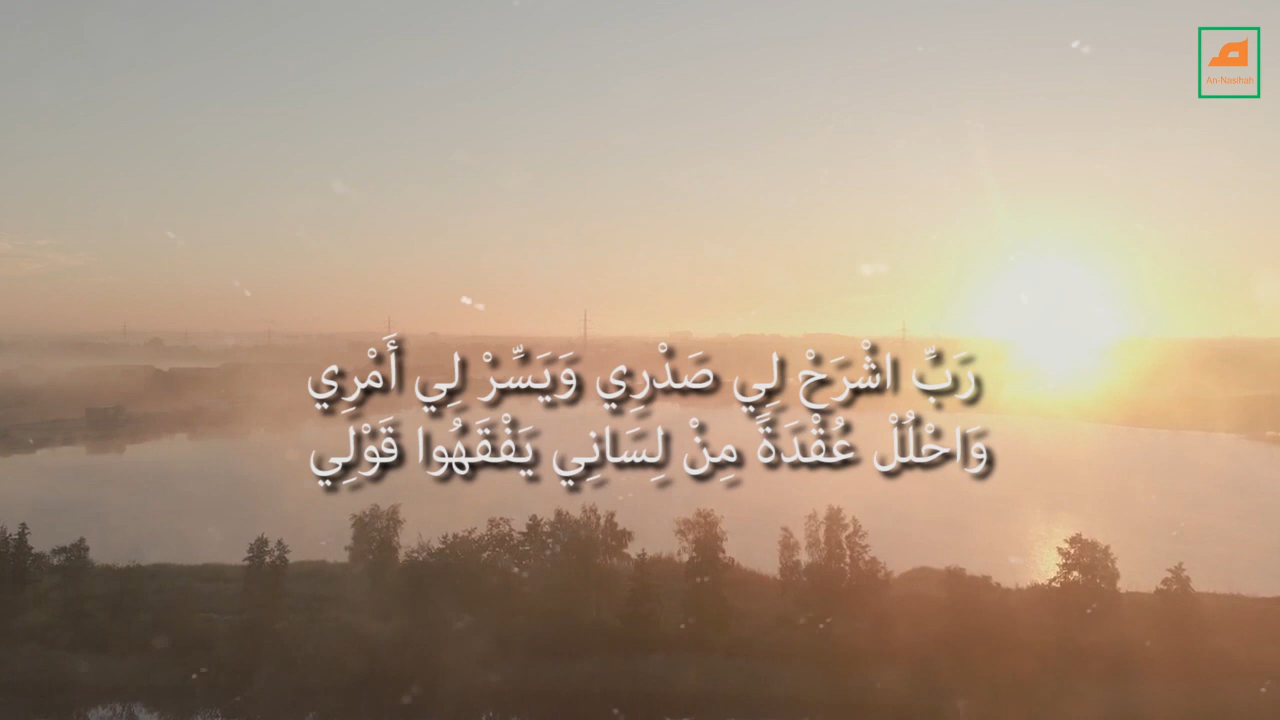 An-Nasihah
رَبِّ اشْرَحْ لِي صَدْرِي وَيَسِّرْ لِي أَمْرِي
وَاحْلُلْ عُقْدَةً مِنْ لِسَانِي يَفْقَهُوا قَوْلِي